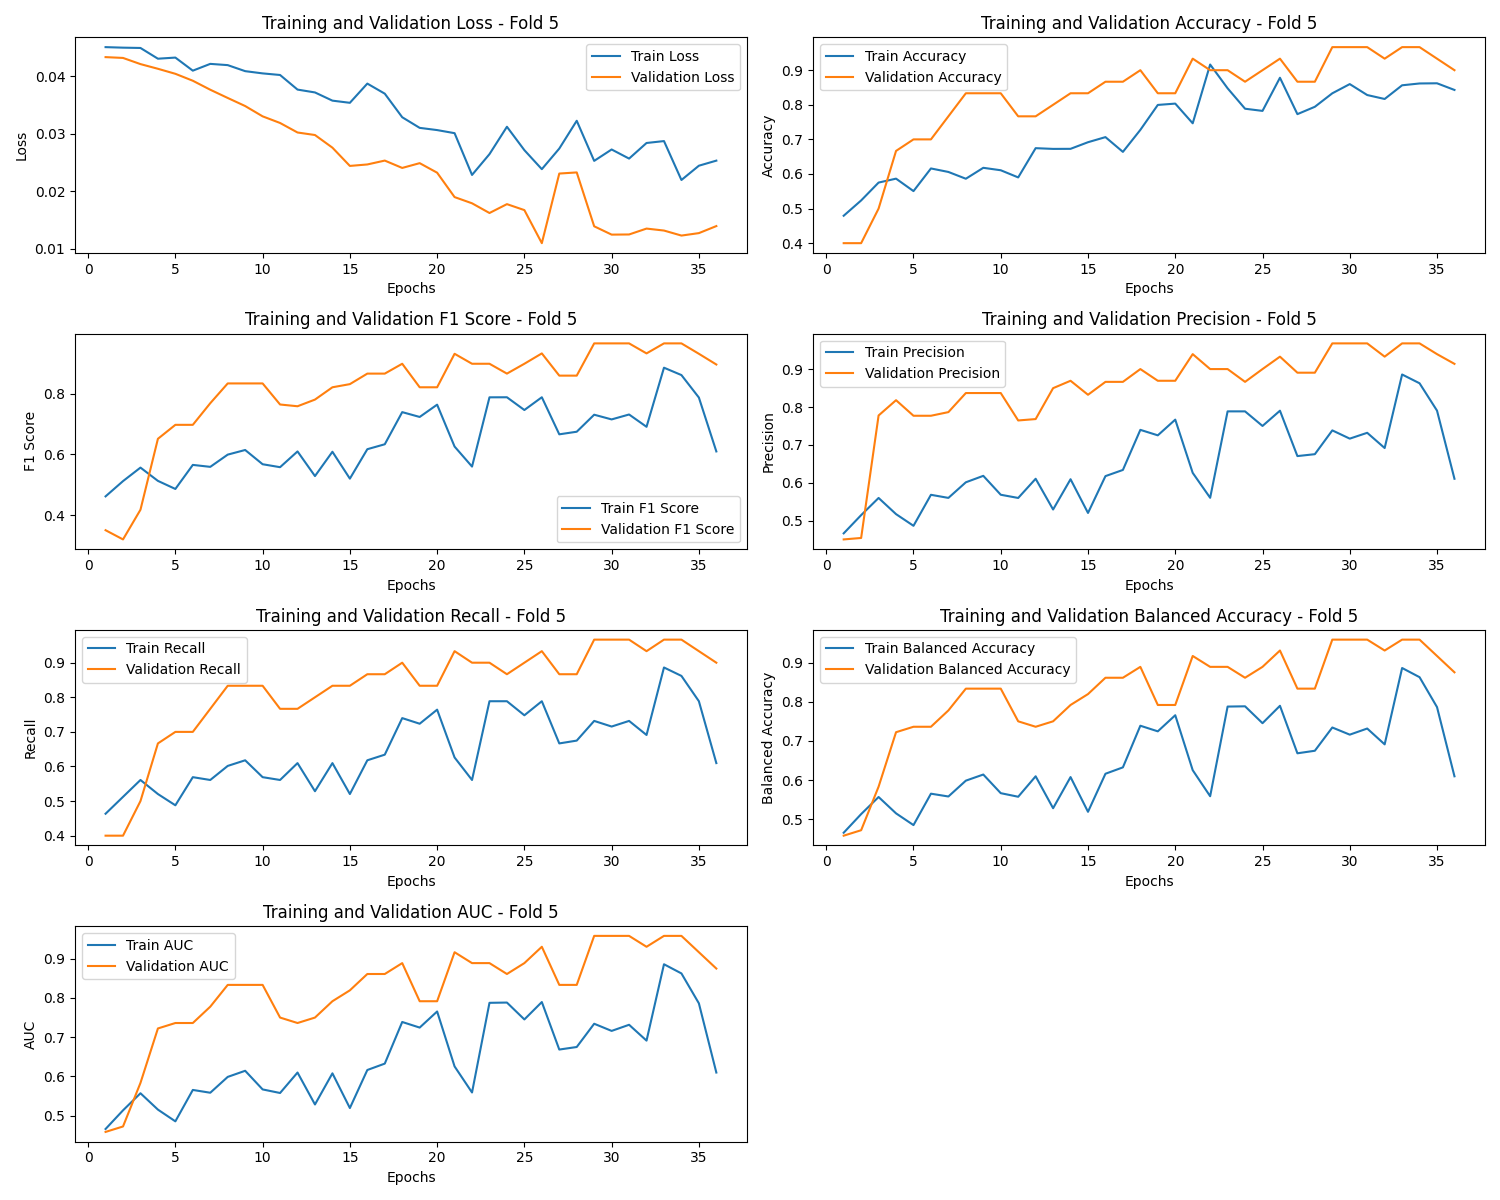 Training and Validation Loss - Fold 5
Train Loss
Validation Loss
Loss
0.04
0.03
0.02
0.01
0 5 10 15 20 25 30 35
Epochs
Training and Validation Accuracy - Fold 5
Train Accuracy
Validation Accuracy
Accuracy
0.9
0.8
0.7
0.6
0.5
0.4
0 5 10 15 20 25 30 35
Epochs
Training and Validation F1 Score - Fold 5
Train F1 Score
Validation F1 Score
F1 Score
0.8
0.6
0.4
0 5 10 15 20 25 30 35
Epochs
Training and Validation Precision - Fold 5
Train Precision
Validation Precision
Precision
0.9
0.8
0.7
0.6
0.5
0 5 10 15 20 25 30 35
Epochs
Training and Validation Recall - Fold 5
Train Recall
Validation Recall
Recall
0.9
0.8
0.7
0.6
0.5
0.4
0 5 10 15 20 25 30 35
Epochs
Training and Validation Balanced Accuracy - Fold 5
Train Balanced Accuracy
Validation Balanced Accuracy
Balanced Accuracy
0.9
0.8
0.7
0.6
0.5
0 5 10 15 20 25 30 35
Epochs
Training and Validation AUC - Fold 5
Train AUC
Validation AUC
AUC
0.9
0.8
0.7
0.6
0.5
0 5 10 15 20 25 30 35
Epochs